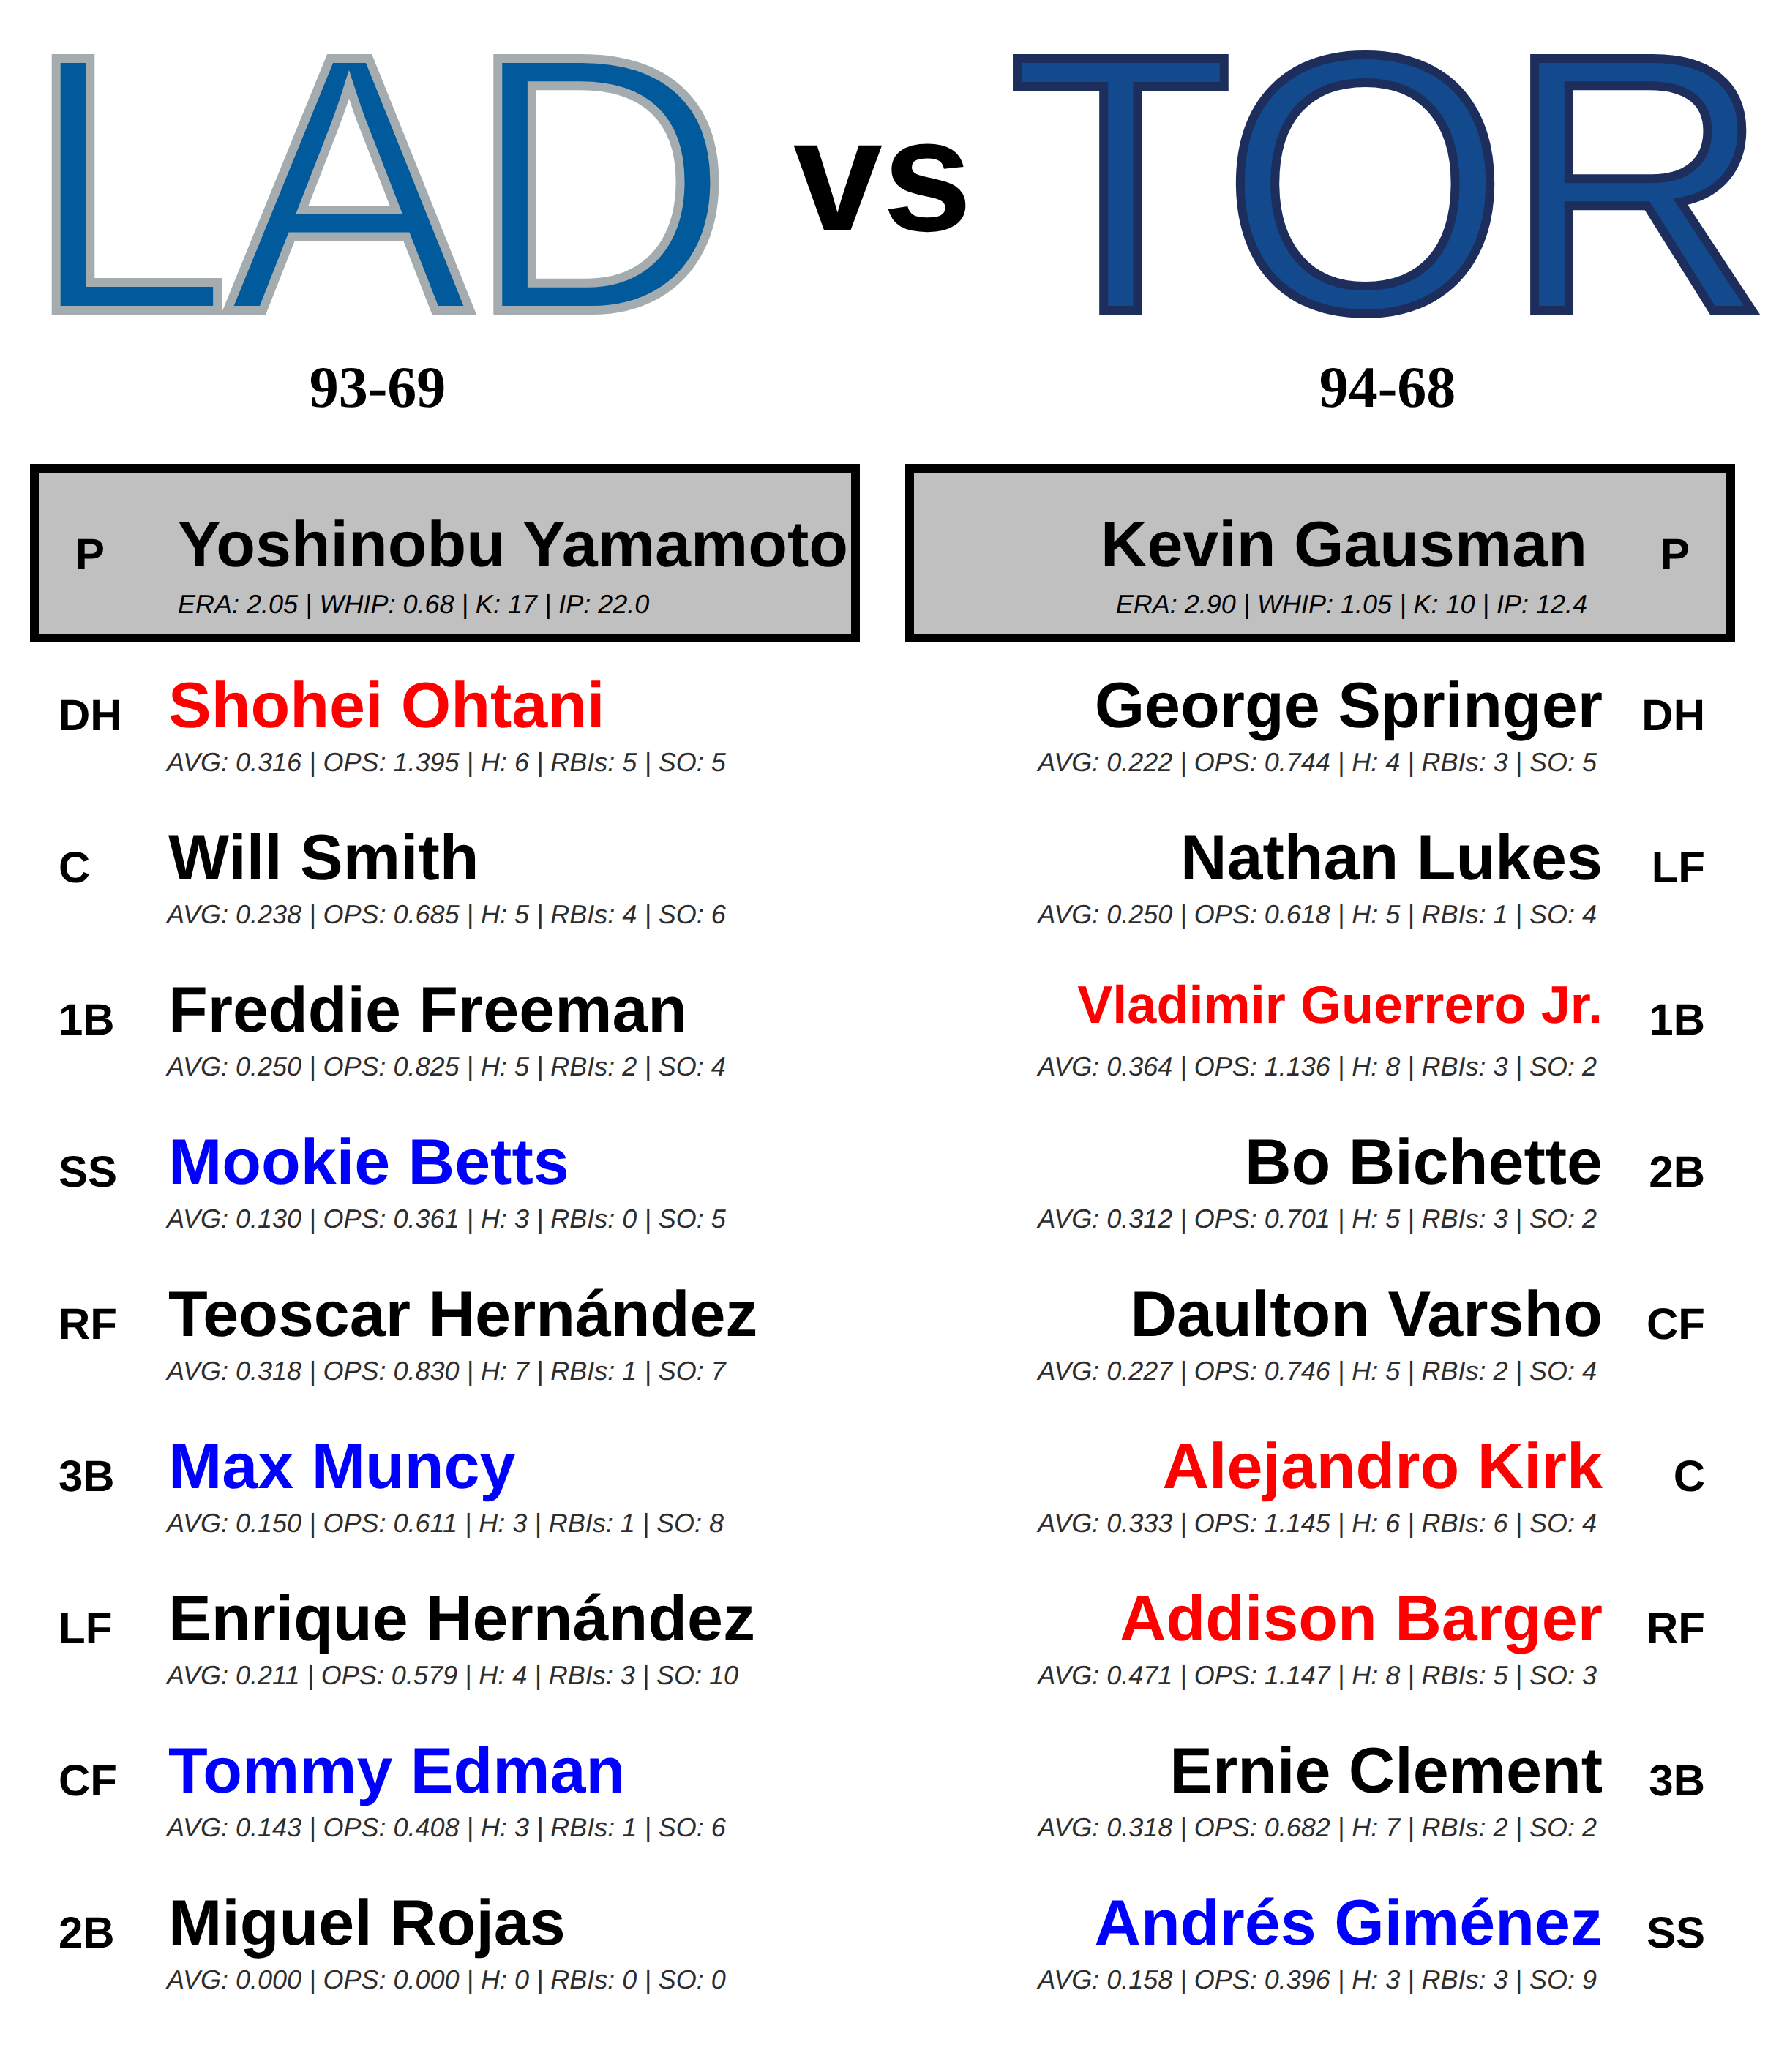 LAD vs TOR
93-69 94-68
P Yoshinobu Yamamoto Kevin Gausman P
ERA: 2.05 | WHIP: 0.68 | K: 17 | IP: 22.0 ERA: 2.90 | WHIP: 1.05 | K: 10 | IP: 12.4
DH Shohei Ohtani George Springer DH
AVG: 0.316 | OPS: 1.395 | H: 6 | RBIs: 5 | SO: 5 AVG: 0.222 | OPS: 0.744 | H: 4 | RBIs: 3 | SO: 5
C Will Smith Nathan Lukes LF
AVG: 0.238 | OPS: 0.685 | H: 5 | RBIs: 4 | SO: 6 AVG: 0.250 | OPS: 0.618 | H: 5 | RBIs: 1 | SO: 4
1B Freddie Freeman Vladimir Guerrero Jr. 1B
AVG: 0.250 | OPS: 0.825 | H: 5 | RBIs: 2 | SO: 4 AVG: 0.364 | OPS: 1.136 | H: 8 | RBIs: 3 | SO: 2
SS Mookie Betts Bo Bichette 2B
AVG: 0.130 | OPS: 0.361 | H: 3 | RBIs: 0 | SO: 5 AVG: 0.312 | OPS: 0.701 | H: 5 | RBIs: 3 | SO: 2
RF Teoscar Hernández Daulton Varsho CF
AVG: 0.318 | OPS: 0.830 | H: 7 | RBIs: 1 | SO: 7 AVG: 0.227 | OPS: 0.746 | H: 5 | RBIs: 2 | SO: 4
3B Max Muncy Alejandro Kirk C
AVG: 0.150 | OPS: 0.611 | H: 3 | RBIs: 1 | SO: 8 AVG: 0.333 | OPS: 1.145 | H: 6 | RBIs: 6 | SO: 4
LF Enrique Hernández Addison Barger RF
AVG: 0.211 | OPS: 0.579 | H: 4 | RBIs: 3 | SO: 10 AVG: 0.471 | OPS: 1.147 | H: 8 | RBIs: 5 | SO: 3
CF Tommy Edman Ernie Clement 3B
AVG: 0.143 | OPS: 0.408 | H: 3 | RBIs: 1 | SO: 6 AVG: 0.318 | OPS: 0.682 | H: 7 | RBIs: 2 | SO: 2
2B Miguel Rojas Andrés Giménez SS
AVG: 0.000 | OPS: 0.000 | H: 0 | RBIs: 0 | SO: 0 AVG: 0.158 | OPS: 0.396 | H: 3 | RBIs: 3 | SO: 9